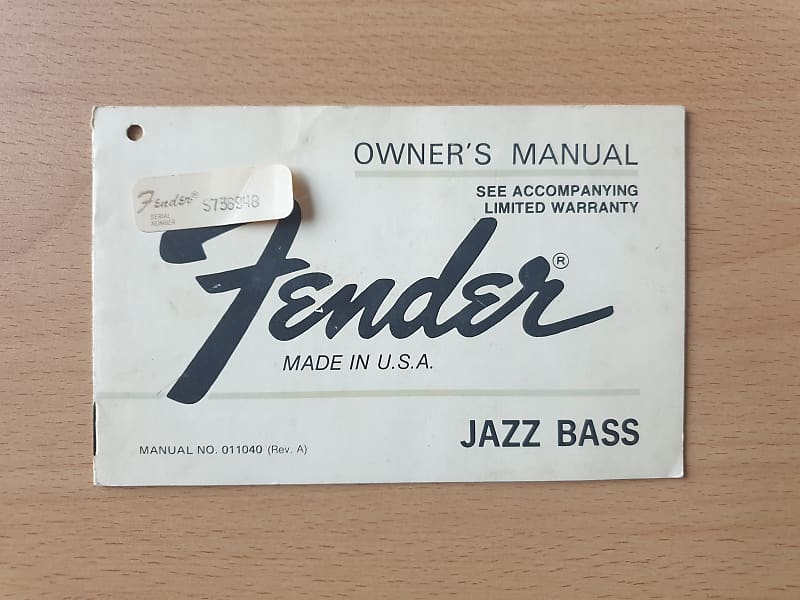 OWNER'S MANUAL
SEE ACCOMPANYING
LIMITED WARRANTY
Fender®
SERIAL
NUMBER
S736948
Fender®
MADE IN U.S.A.
JAZZ BASS
MANUAL NO. 011040 (Rev. A)